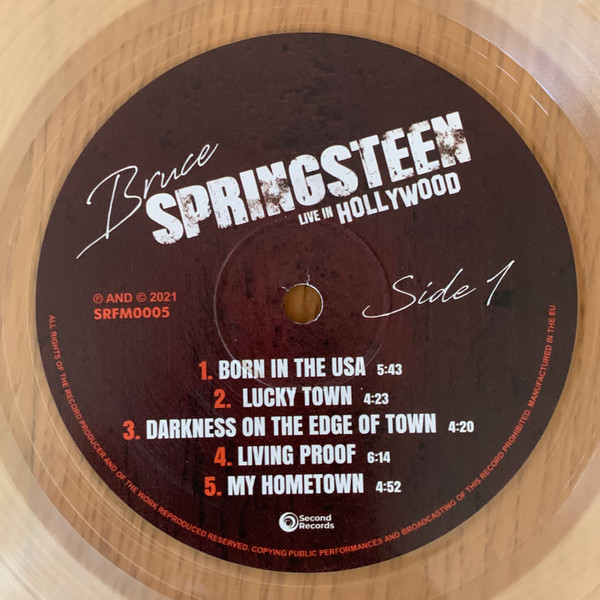 Bruce
SPRINGSTEEN
LIVE IN HOLLYWOOD
Side 1
℗ AND © 2021
SRFM0005
1. BORN IN THE USA 5:43
2. LUCKY TOWN 4:23
3. DARKNESS ON THE EDGE OF TOWN 4:20
4. LIVING PROOF 6:14
5. MY HOMETOWN 4:52
Second
Records
ALL RIGHTS OF THE RECORD PRODUCER AND OF THE WORK REPRODUCED RESERVED. COPYING PUBLIC PERFORMANCES AND BROADCASTING OF THIS RECORD PROHIBITED. MANUFACTURED IN THE EU.